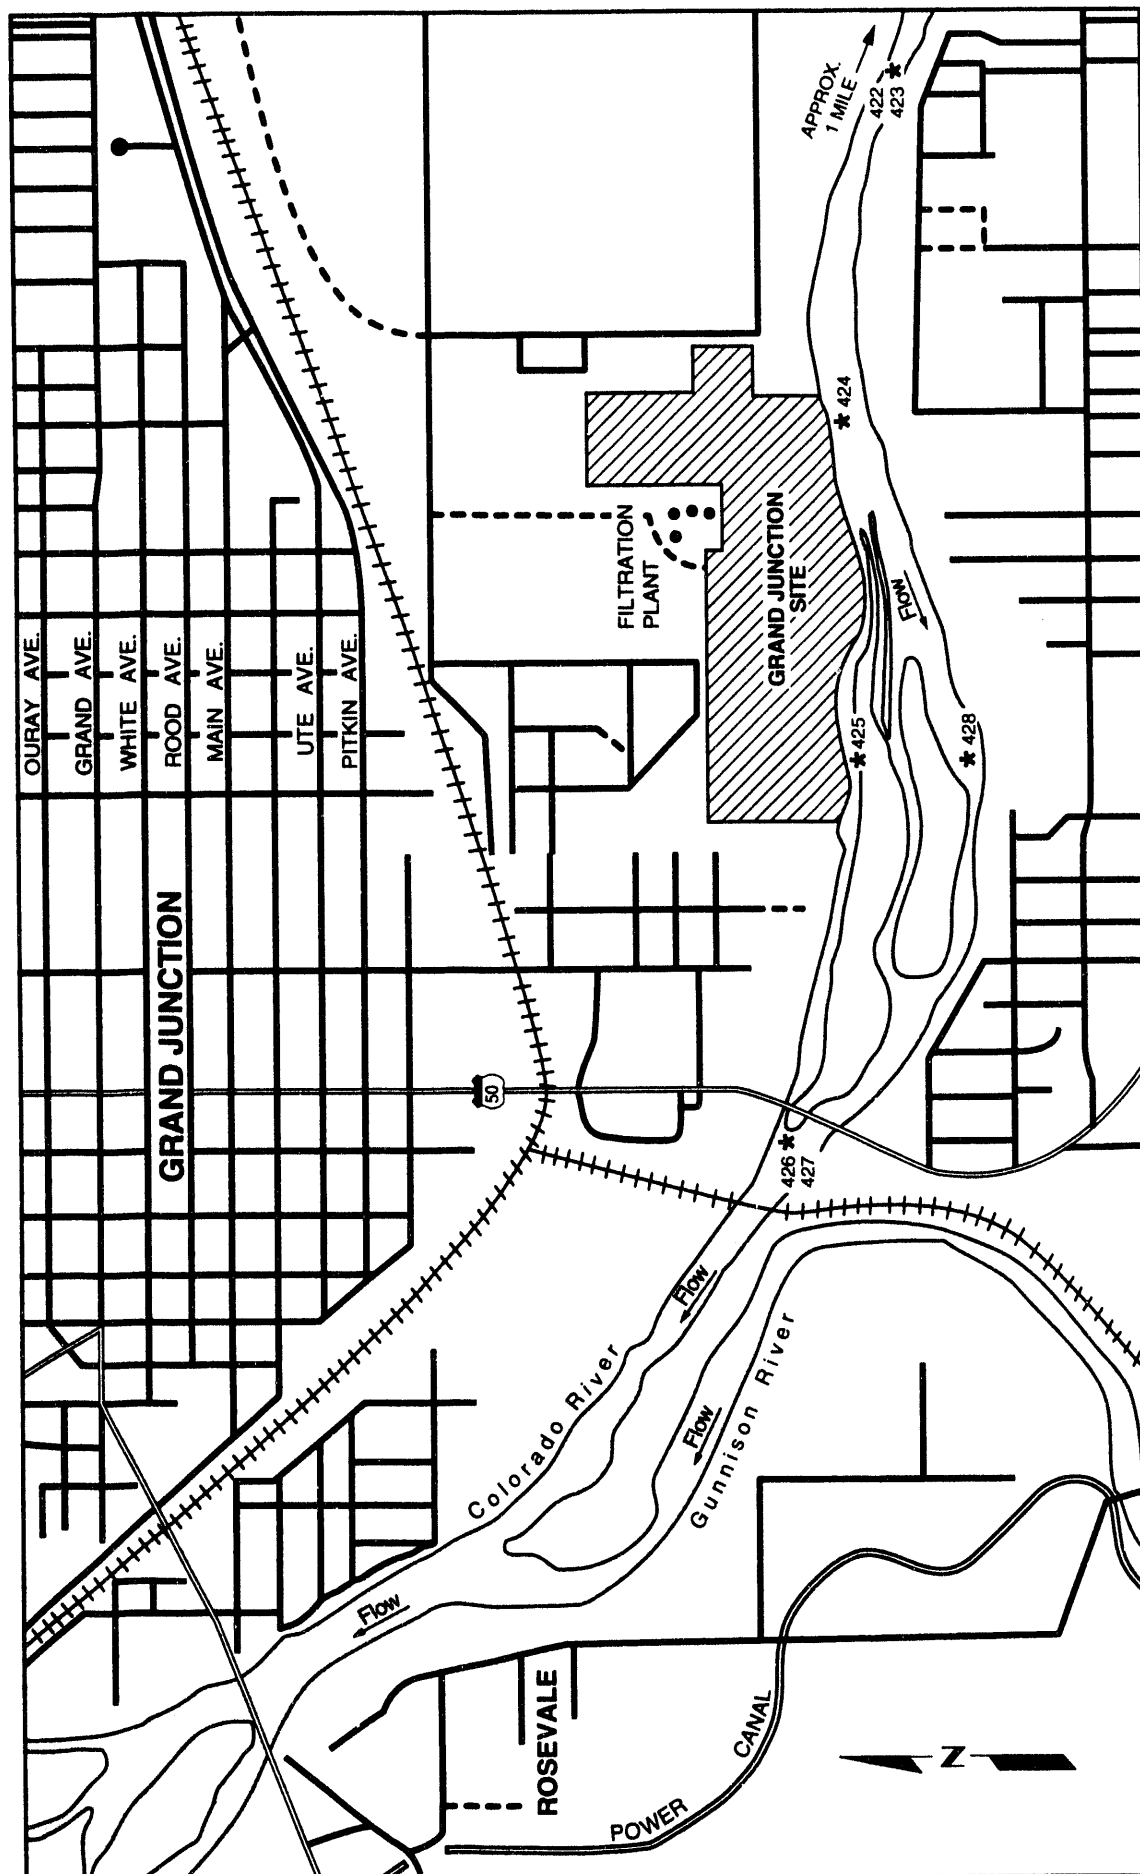 OURAY AVE.
GRAND AVE.
WHITE AVE.
ROOD AVE.
MAIN AVE.
UTE AVE.
PITKIN AVE.
GRAND JUNCTION
50
FILTRATION
PLANT
GRAND JUNCTION
SITE
APPROX.
1 MILE
422
423
* 424
Flow
* 425
* 428
426 *
427
Flow
Colorado River
Flow
Gunnison River
Flow
ROSEVALE
POWER CANAL
N